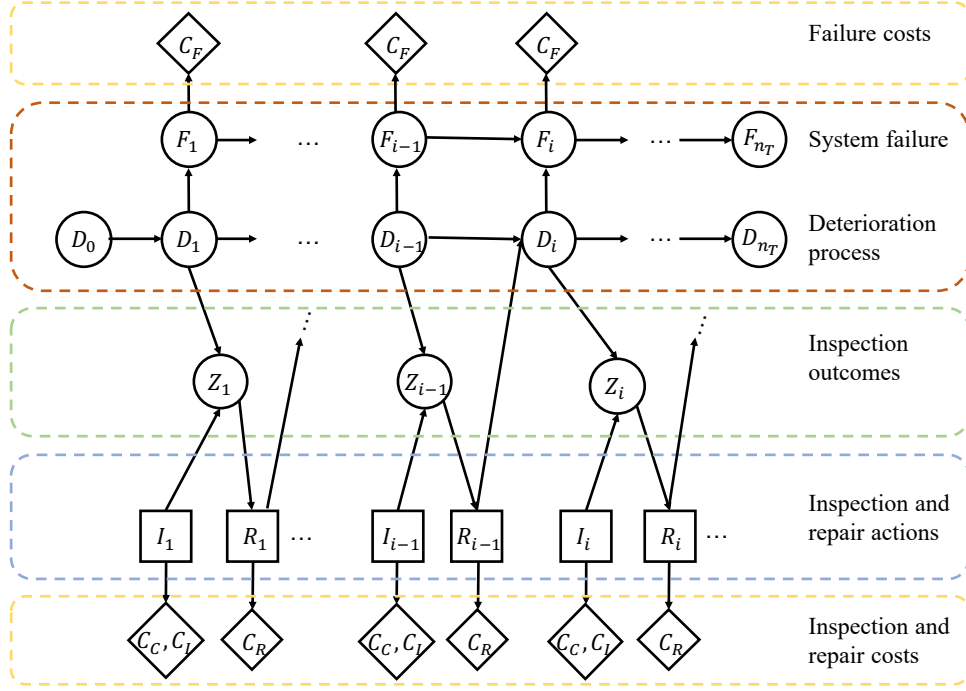 C_F C_F C_F Failure costs
F_1 ... F_{i-1} F_i ... F_{n_T} System failure
D_0 D_1 ... D_{i-1} D_i ... D_{n_T} Deterioration
process
... ...
Z_1 Z_{i-1} Z_i Inspection
outcomes
I_1 R_1 ... I_{i-1} R_{i-1} I_i R_i ... Inspection and
repair actions
C_C, C_I C_R C_C, C_I C_R C_C, C_I C_R Inspection and
repair costs